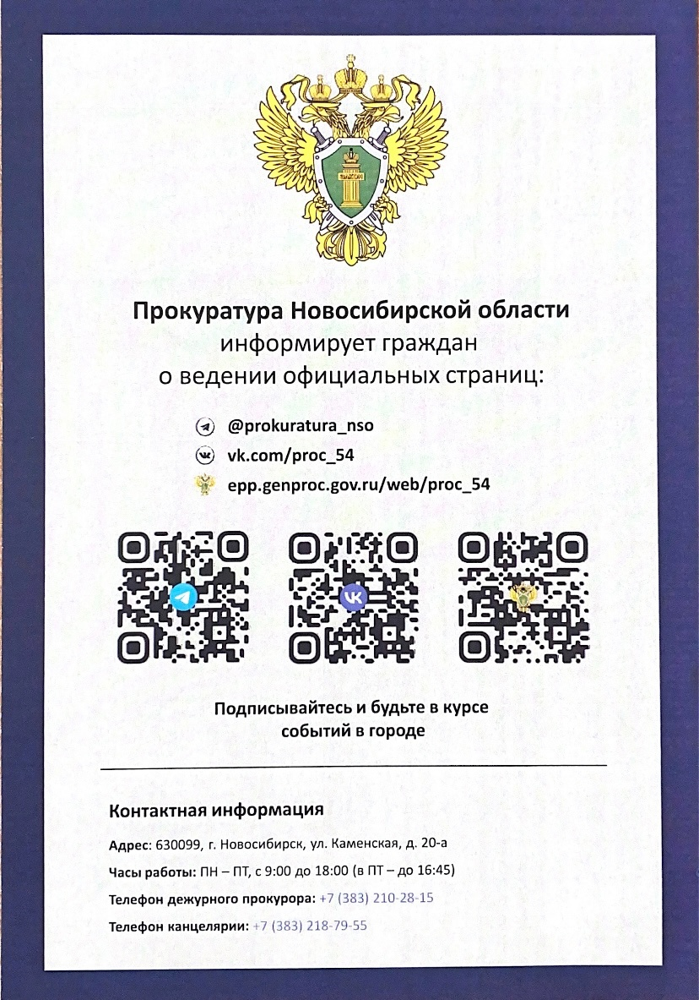 Прокуратура Новосибирской области
информирует граждан
о ведении официальных страниц:
@prokuratura_nso
vk.com/proc_54
epp.genproc.gov.ru/web/proc_54
Подписывайтесь и будьте в курсе
событий в городе
Контактная информация
Адрес: 630099, г. Новосибирск, ул. Каменская, д. 20-а
Часы работы: ПН – ПТ, с 9:00 до 18:00 (в ПТ – до 16:45)
Телефон дежурного прокурора: +7 (383) 210-28-15
Телефон канцелярии: +7 (383) 218-79-55